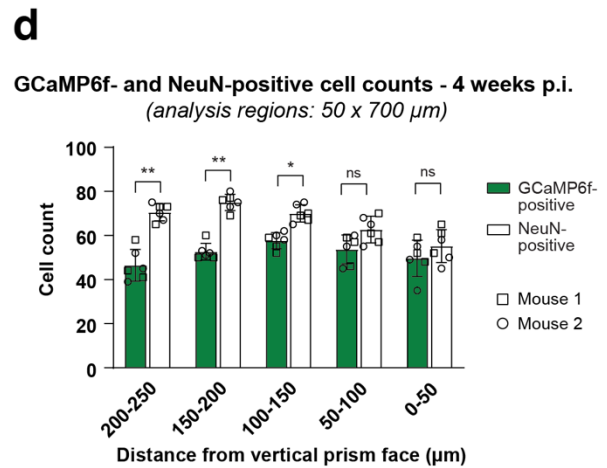 d
GCaMP6f- and NeuN-positive cell counts - 4 weeks p.i.
(analysis regions: 50 x 700 µm)
Cell count
100
80
60
40
20
0
**
**
*
ns
ns
200-250
150-200
100-150
50-100
0-50
Distance from vertical prism face (µm)
GCaMP6f-
positive
NeuN-
positive
Mouse 1
Mouse 2